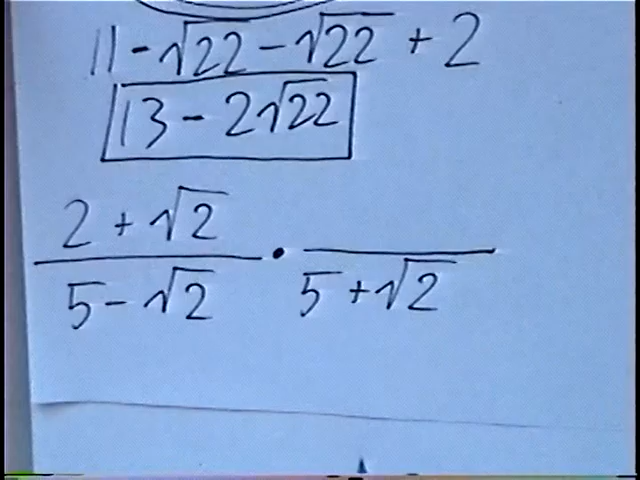 11 - √22 - √22 + 2
13 - 2√22
2 + √2
5 - √2 · 5 + √2